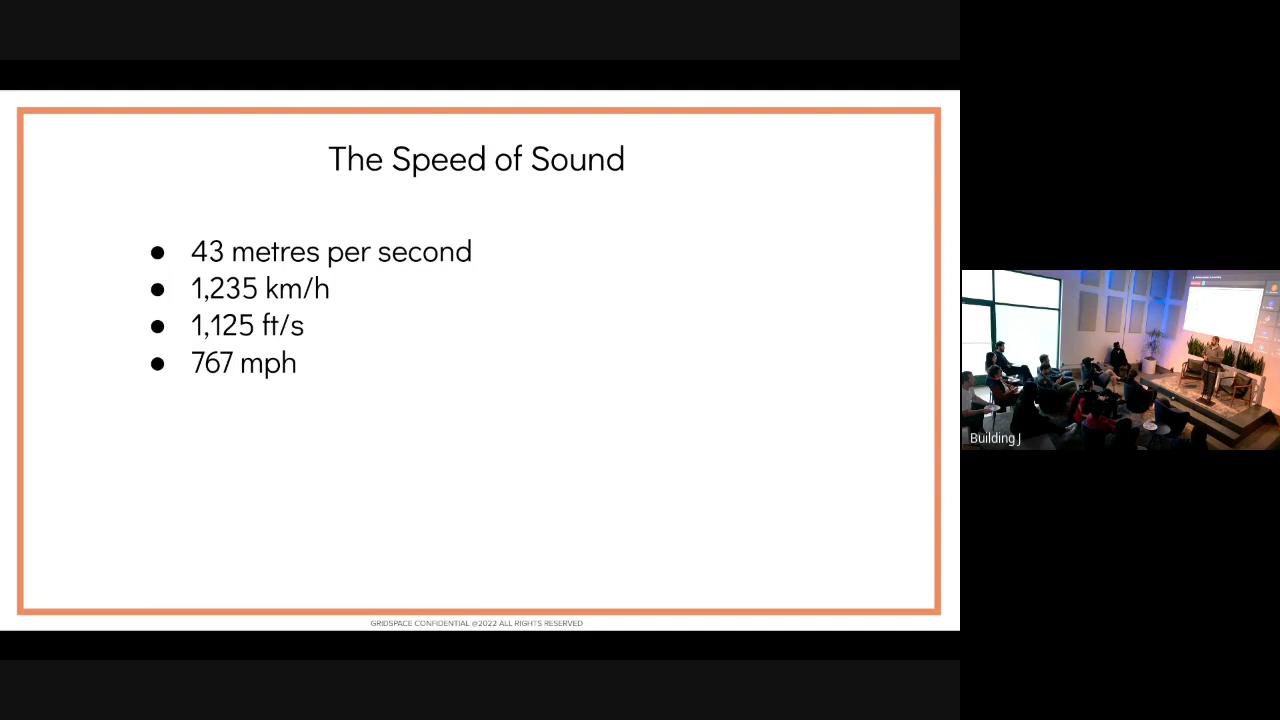 The Speed of Sound
● 43 metres per second
● 1,235 km/h
● 1,125 ft/s
● 767 mph
GRIDSPACE CONFIDENTIAL @2022 ALL RIGHTS RESERVED
Building J